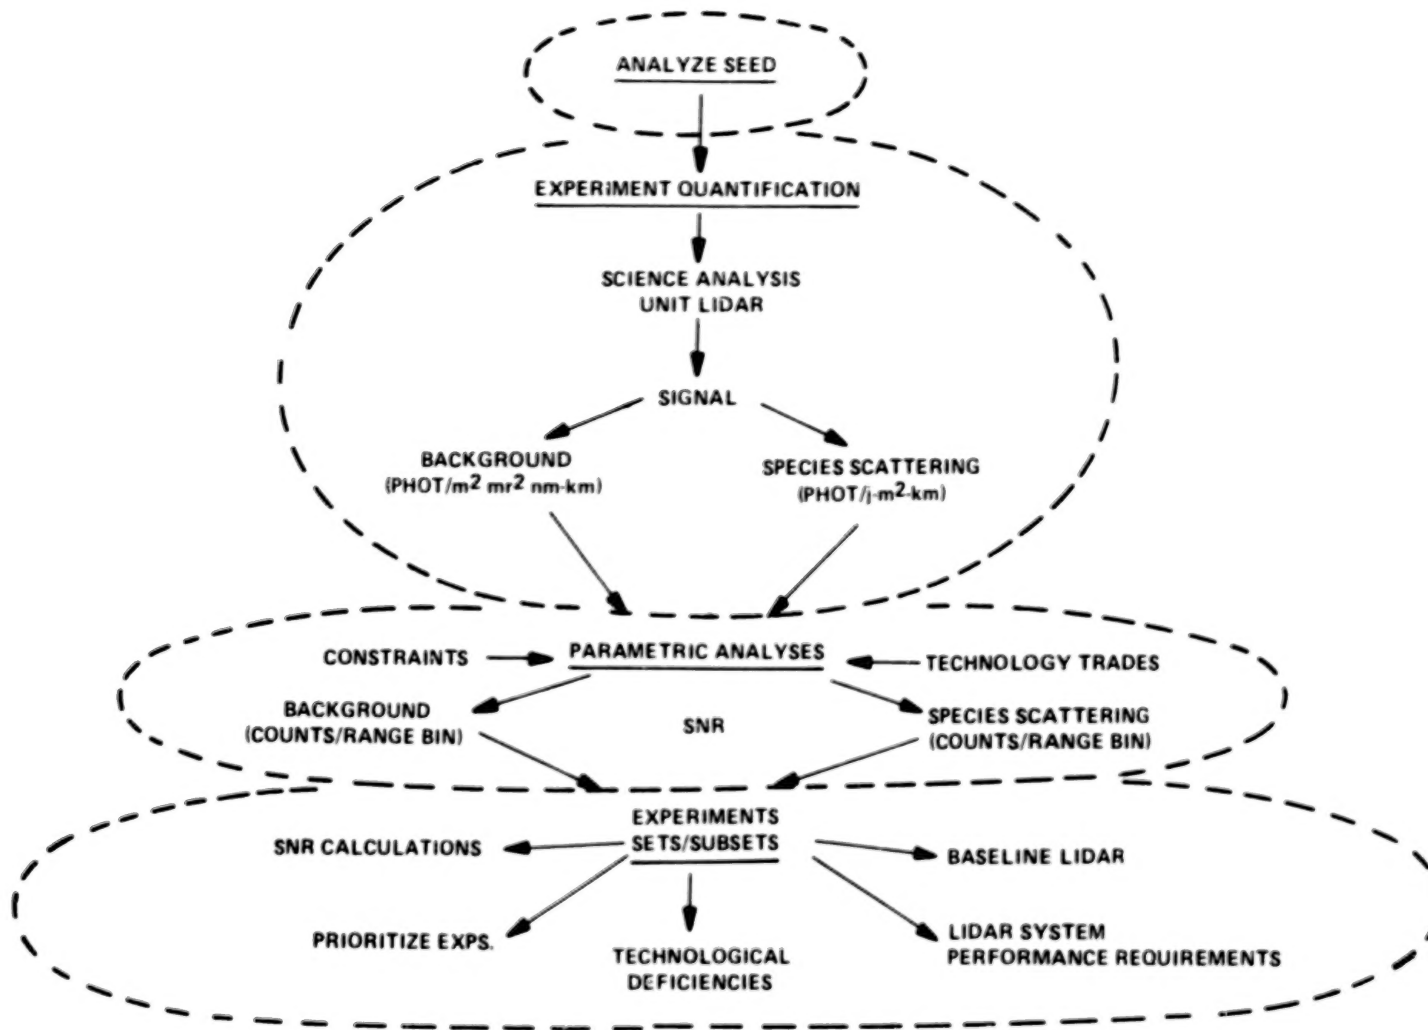 ANALYZE SEED
EXPERIMENT QUANTIFICATION
SCIENCE ANALYSIS
UNIT LIDAR
SIGNAL
BACKGROUND
(PHOT/m² mr² nm-km)
SPECIES SCATTERING
(PHOT/j-m²-km)
CONSTRAINTS
PARAMETRIC ANALYSES
TECHNOLOGY TRADES
BACKGROUND
(COUNTS/RANGE BIN)
SNR
SPECIES SCATTERING
(COUNTS/RANGE BIN)
EXPERIMENTS
SETS/SUBSETS
SNR CALCULATIONS
BASELINE LIDAR
PRIORITIZE EXPS.
TECHNOLOGICAL
DEFICIENCIES
LIDAR SYSTEM
PERFORMANCE REQUIREMENTS